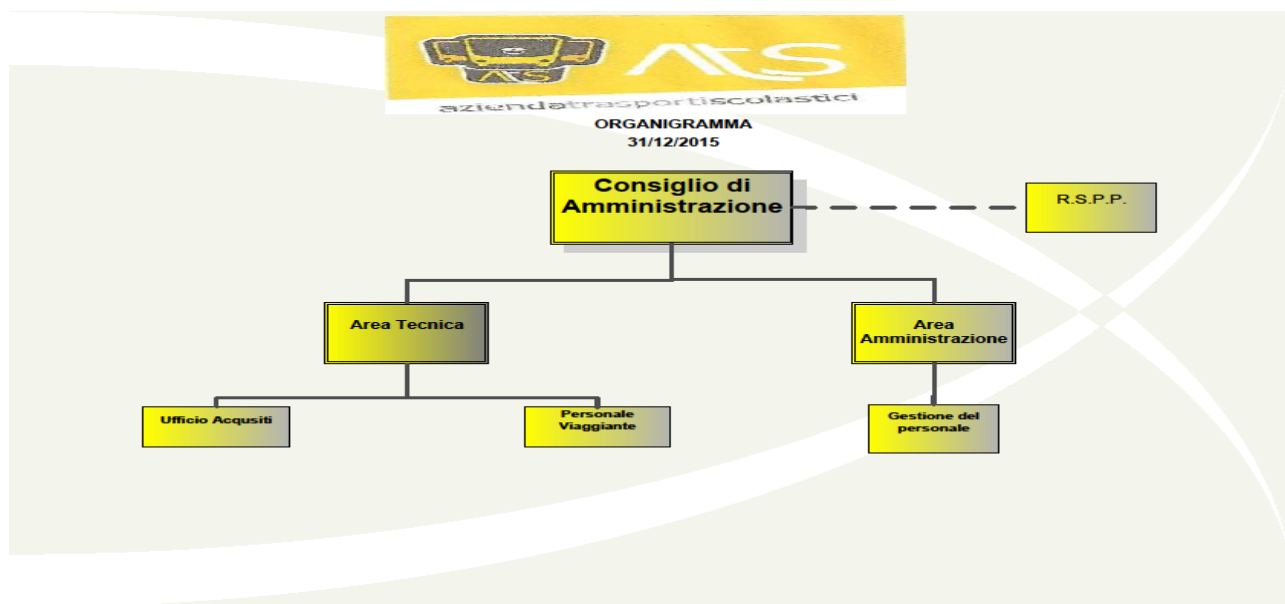 ATS
ATS
aziendatrasportiscolastici
ORGANIGRAMMA
31/12/2015
Consiglio di
Amministrazione
R.S.P.P.
Area Tecnica
Area
Amministrazione
Ufficio Acqusiti
Personale
Viaggiante
Gestione del
personale